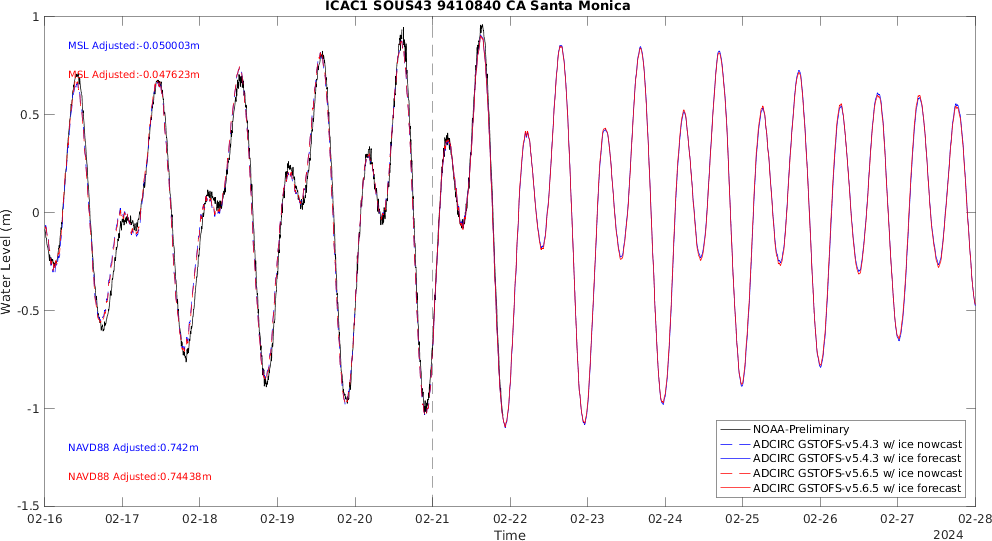 ICAC1 SOUS43 9410840 CA Santa Monica
1
MSL Adjusted:-0.050003m
MSL Adjusted:-0.047623m
0.5
0
Water Level (m)
-0.5
-1
NAVD88 Adjusted:0.742m
NAVD88 Adjusted:0.74438m
NOAA-Preliminary
ADCIRC GSTOFS-v5.4.3 w/ ice nowcast
ADCIRC GSTOFS-v5.4.3 w/ ice forecast
ADCIRC GSTOFS-v5.6.5 w/ ice nowcast
ADCIRC GSTOFS-v5.6.5 w/ ice forecast
-1.5
02-16 02-17 02-18 02-19 02-20 02-21 02-22 02-23 02-24 02-25 02-26 02-27 02-28
Time
2024